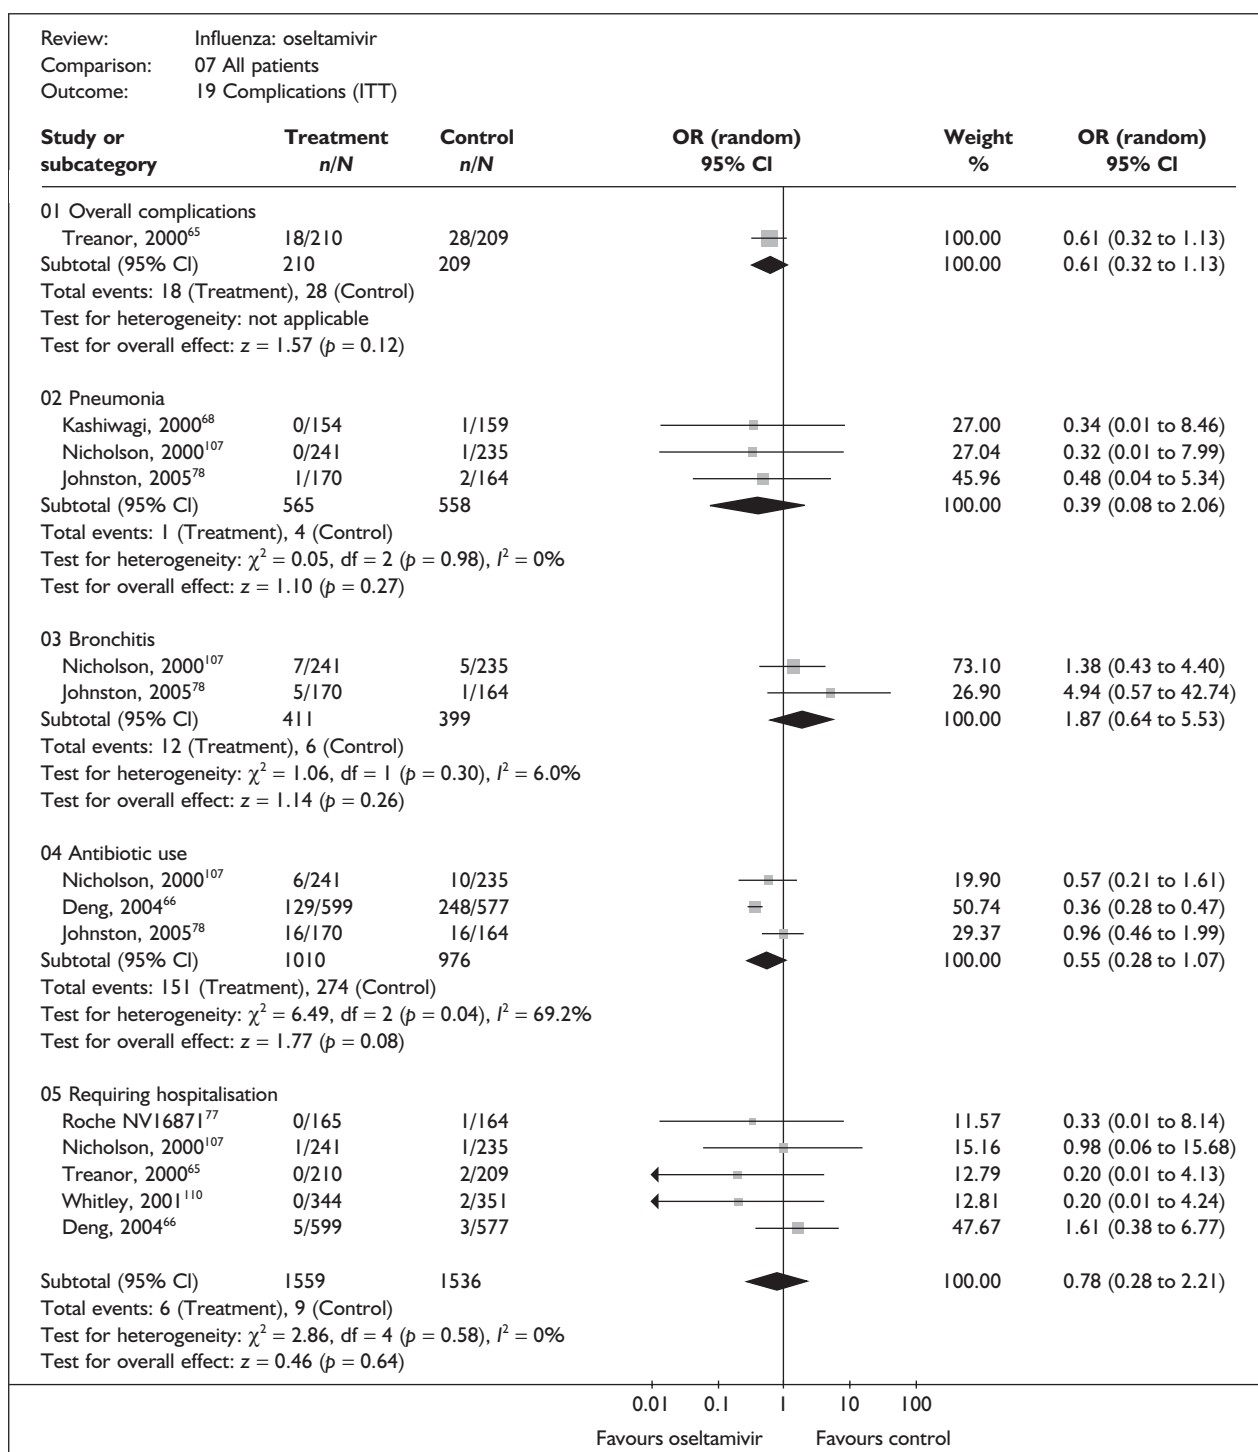 Review: Influenza: oseltamivir
Comparison: 07 All patients
Outcome: 19 Complications (ITT)
Study or Treatment Control OR (random) Weight OR (random)
subcategory n/N n/N 95% CI % 95% CI
01 Overall complications
Treanor, 2000⁶⁵ 18/210 28/209 100.00 0.61 (0.32 to 1.13)
Subtotal (95% CI) 210 209 100.00 0.61 (0.32 to 1.13)
Total events: 18 (Treatment), 28 (Control)
Test for heterogeneity: not applicable
Test for overall effect: z = 1.57 (p = 0.12)
02 Pneumonia
Kashiwagi, 2000⁶⁸ 0/154 1/159 27.00 0.34 (0.01 to 8.46)
Nicholson, 2000¹⁰⁷ 0/241 1/235 27.04 0.32 (0.01 to 7.99)
Johnston, 2005⁷⁸ 1/170 2/164 45.96 0.48 (0.04 to 5.34)
Subtotal (95% CI) 565 558 100.00 0.39 (0.08 to 2.06)
Total events: 1 (Treatment), 4 (Control)
Test for heterogeneity: χ² = 0.05, df = 2 (p = 0.98), I² = 0%
Test for overall effect: z = 1.10 (p = 0.27)
03 Bronchitis
Nicholson, 2000¹⁰⁷ 7/241 5/235 73.10 1.38 (0.43 to 4.40)
Johnston, 2005⁷⁸ 5/170 1/164 26.90 4.94 (0.57 to 42.74)
Subtotal (95% CI) 411 399 100.00 1.87 (0.64 to 5.53)
Total events: 12 (Treatment), 6 (Control)
Test for heterogeneity: χ² = 1.06, df = 1 (p = 0.30), I² = 6.0%
Test for overall effect: z = 1.14 (p = 0.26)
04 Antibiotic use
Nicholson, 2000¹⁰⁷ 6/241 10/235 19.90 0.57 (0.21 to 1.61)
Deng, 2004⁶⁶ 129/599 248/577 50.74 0.36 (0.28 to 0.47)
Johnston, 2005⁷⁸ 16/170 16/164 29.37 0.96 (0.46 to 1.99)
Subtotal (95% CI) 1010 976 100.00 0.55 (0.28 to 1.07)
Total events: 151 (Treatment), 274 (Control)
Test for heterogeneity: χ² = 6.49, df = 2 (p = 0.04), I² = 69.2%
Test for overall effect: z = 1.77 (p = 0.08)
05 Requiring hospitalisation
Roche NV16871⁷⁷ 0/165 1/164 11.57 0.33 (0.01 to 8.14)
Nicholson, 2000¹⁰⁷ 1/241 1/235 15.16 0.98 (0.06 to 15.68)
Treanor, 2000⁶⁵ 0/210 2/209 12.79 0.20 (0.01 to 4.13)
Whitley, 2001¹¹⁰ 0/344 2/351 12.81 0.20 (0.01 to 4.24)
Deng, 2004⁶⁶ 5/599 3/577 47.67 1.61 (0.38 to 6.77)
Subtotal (95% CI) 1559 1536 100.00 0.78 (0.28 to 2.21)
Total events: 6 (Treatment), 9 (Control)
Test for heterogeneity: χ² = 2.86, df = 4 (p = 0.58), I² = 0%
Test for overall effect: z = 0.46 (p = 0.64)
0.01 0.1 1 10 100
Favours oseltamivir Favours control